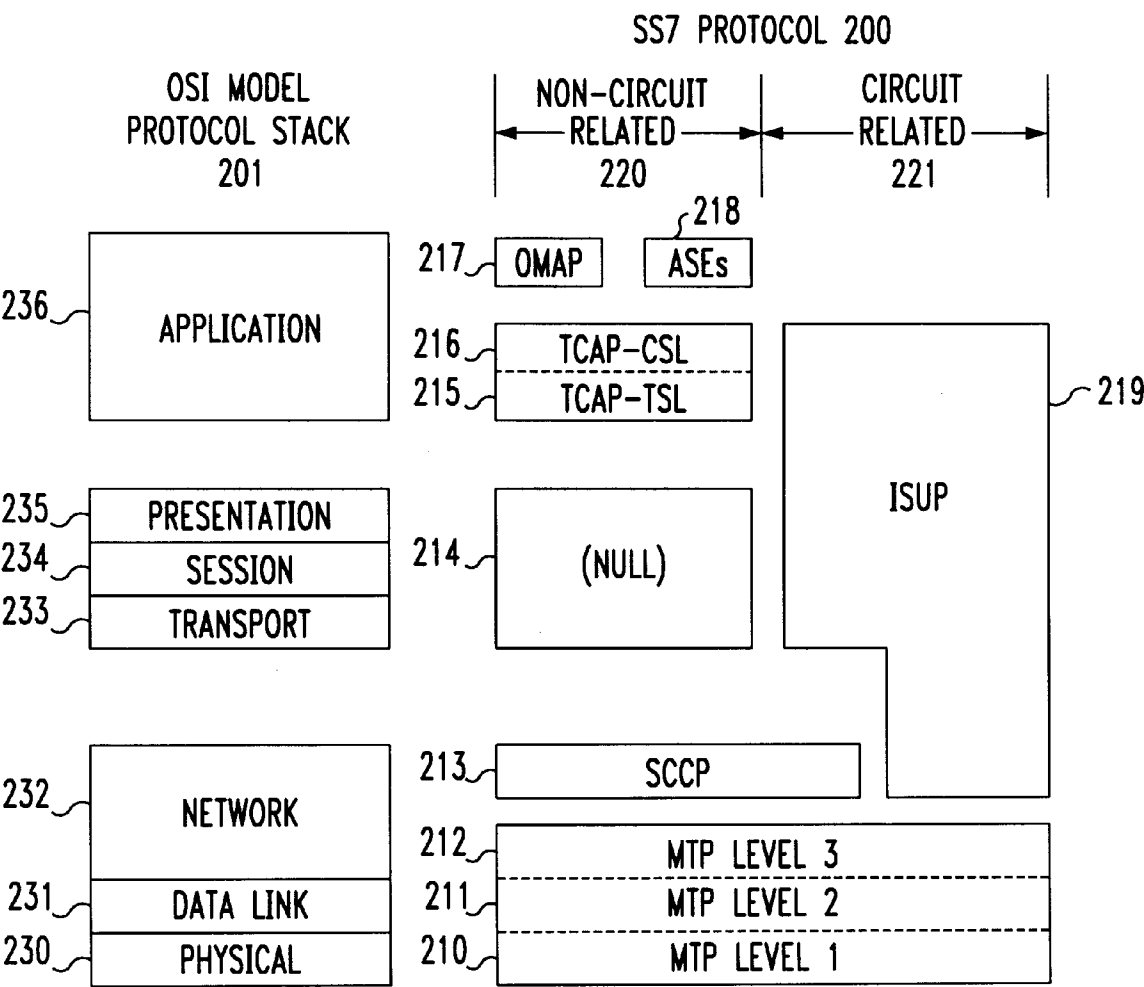 SS7 PROTOCOL 200
OSI MODEL
PROTOCOL STACK
201
NON-CIRCUIT
RELATED
220
CIRCUIT
RELATED
221
218
217 OMAP ASEs
236 APPLICATION
216 TCAP-CSL
215 TCAP-TSL
219
ISUP
235 PRESENTATION
234 SESSION
233 TRANSPORT
214 (NULL)
213 SCCP
232 NETWORK
212 MTP LEVEL 3
231 DATA LINK
211 MTP LEVEL 2
230 PHYSICAL
210 MTP LEVEL 1